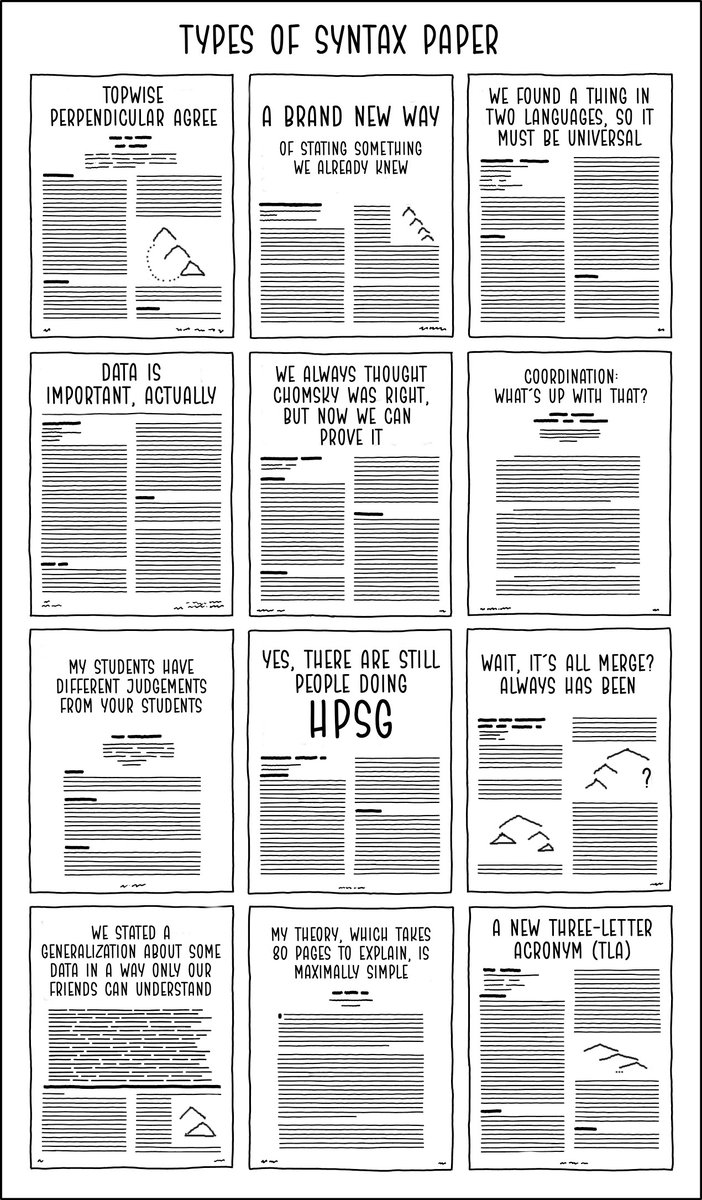 TYPES OF SYNTAX PAPER
TOPWISE
PERPENDICULAR AGREE
A BRAND NEW WAY
OF STATING SOMETHING
WE ALREADY KNEW
WE FOUND A THING IN
TWO LANGUAGES, SO IT
MUST BE UNIVERSAL
DATA IS
IMPORTANT, ACTUALLY
WE ALWAYS THOUGHT
CHOMSKY WAS RIGHT,
BUT NOW WE CAN
PROVE IT
COORDINATION:
WHAT'S UP WITH THAT?
MY STUDENTS HAVE
DIFFERENT JUDGEMENTS
FROM YOUR STUDENTS
YES, THERE ARE STILL
PEOPLE DOING
HPSG
WAIT, IT'S ALL MERGE?
ALWAYS HAS BEEN
?
WE STATED A
GENERALIZATION ABOUT SOME
DATA IN A WAY ONLY OUR
FRIENDS CAN UNDERSTAND
MY THEORY, WHICH TAKES
80 PAGES TO EXPLAIN, IS
MAXIMALLY SIMPLE
A NEW THREE-LETTER
ACRONYM (TLA)